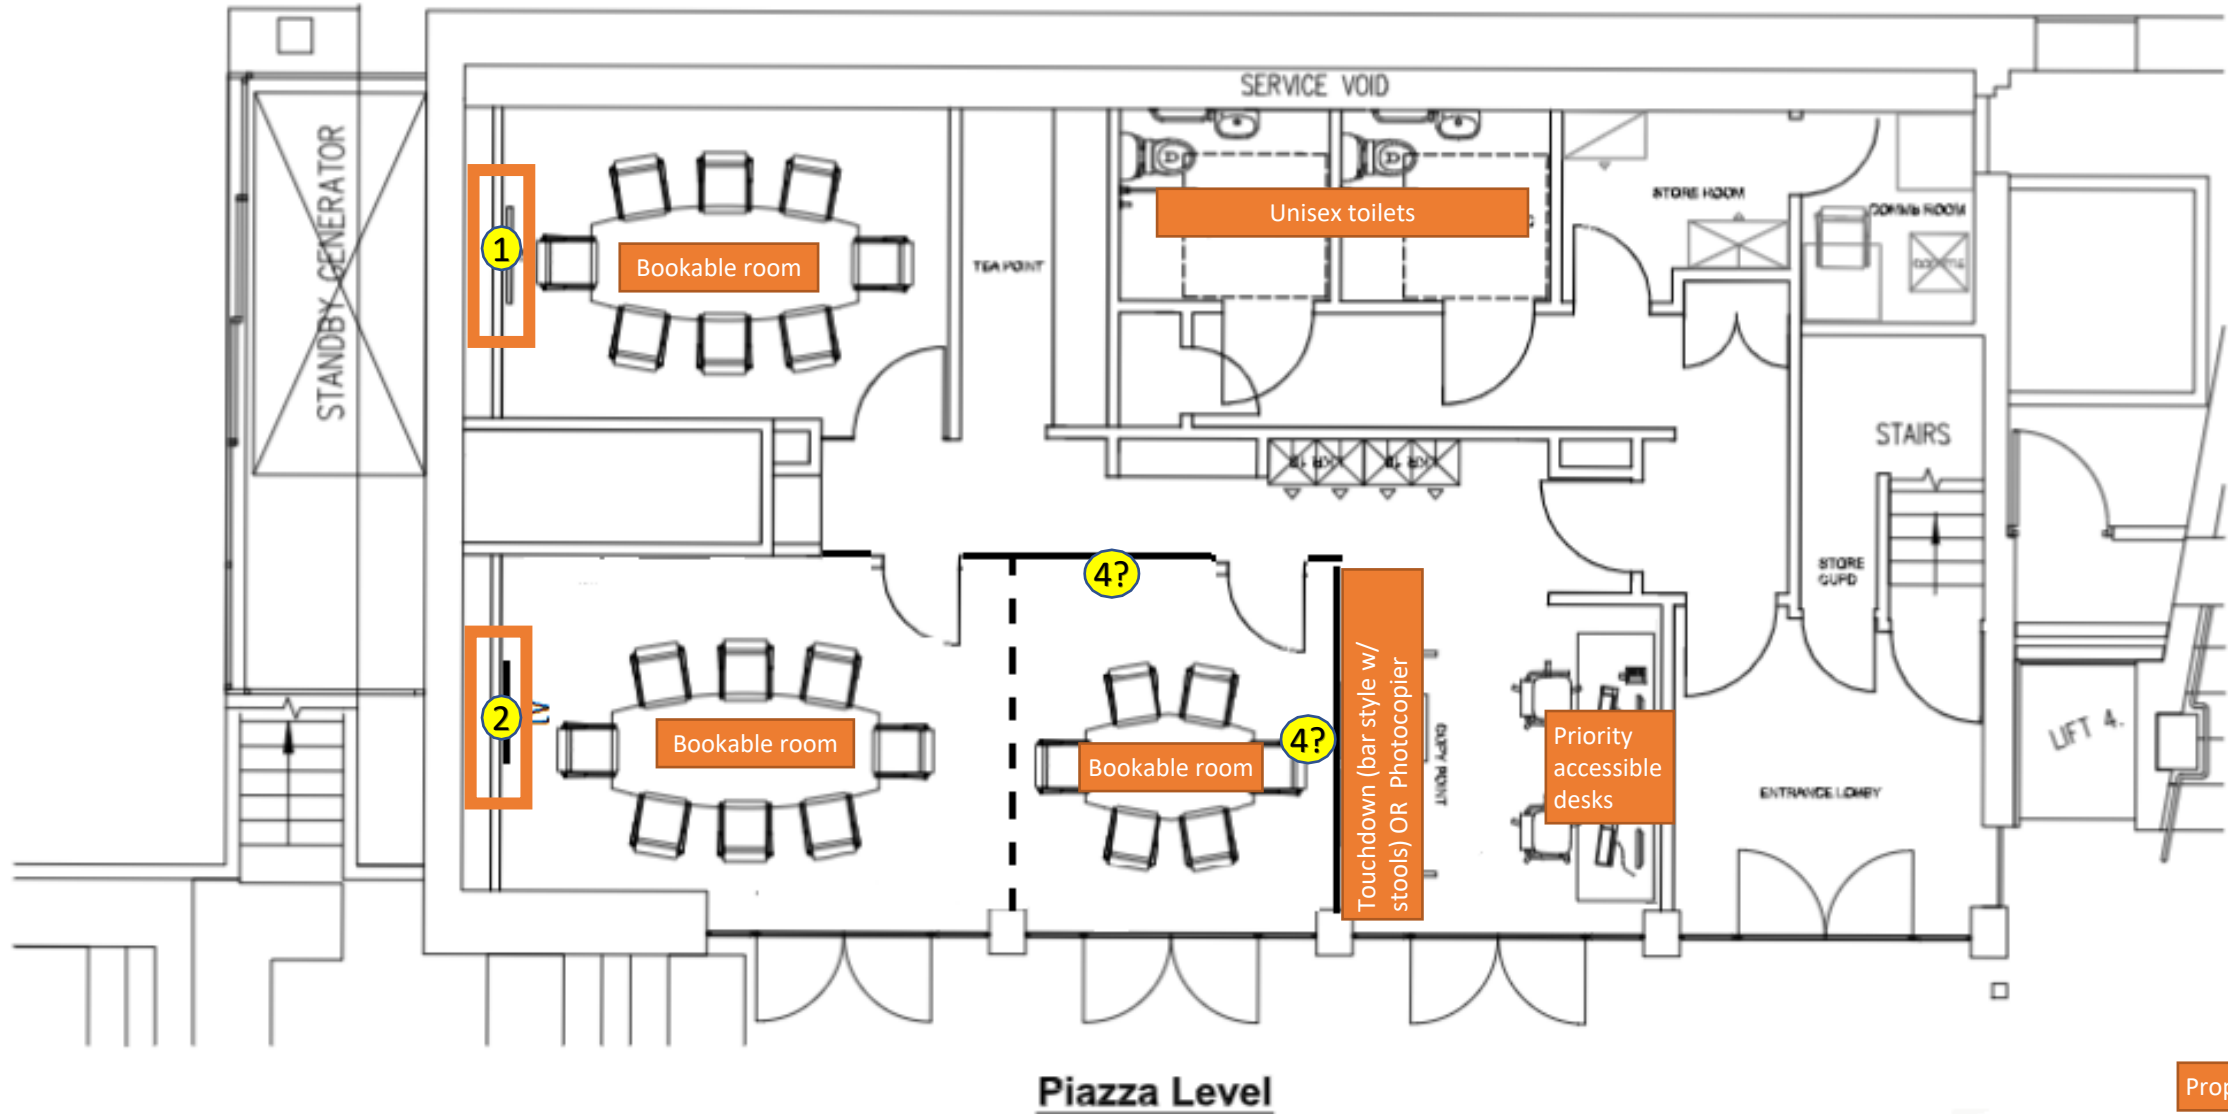 SERVICE VOID
STANDBY GENERATOR
1
Bookable room
TEA POINT
Unisex toilets
STORE ROOM
COMMS ROOM
STAIRS
4?
STORE
CUPD
2
TV
Bookable room
Bookable room
4?
Touchdown (bar style w/
stools) OR Photocopier
COPY POINT
Priority
accessible
desks
ENTRANCE LOBBY
LIFT 4.
Piazza Level
Prop